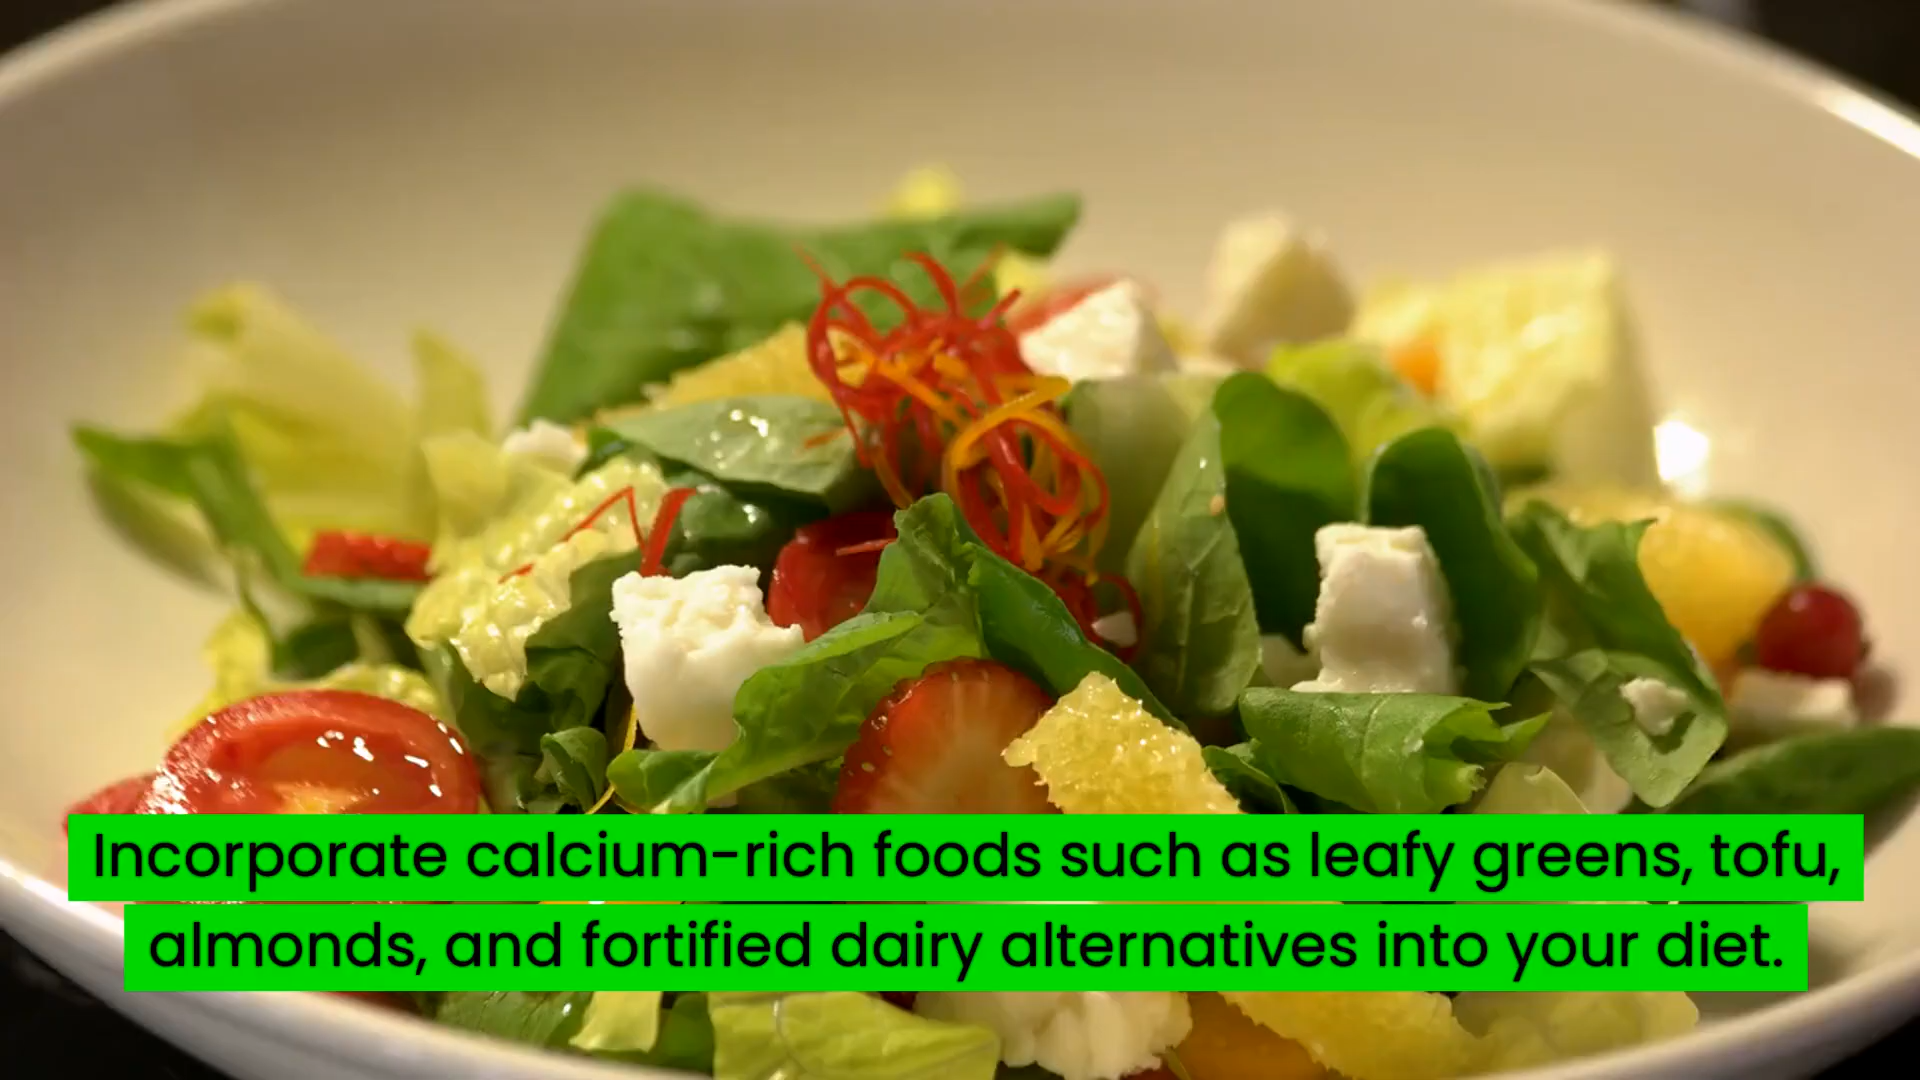 Incorporate calcium-rich foods such as leafy greens, tofu,
almonds, and fortified dairy alternatives into your diet.